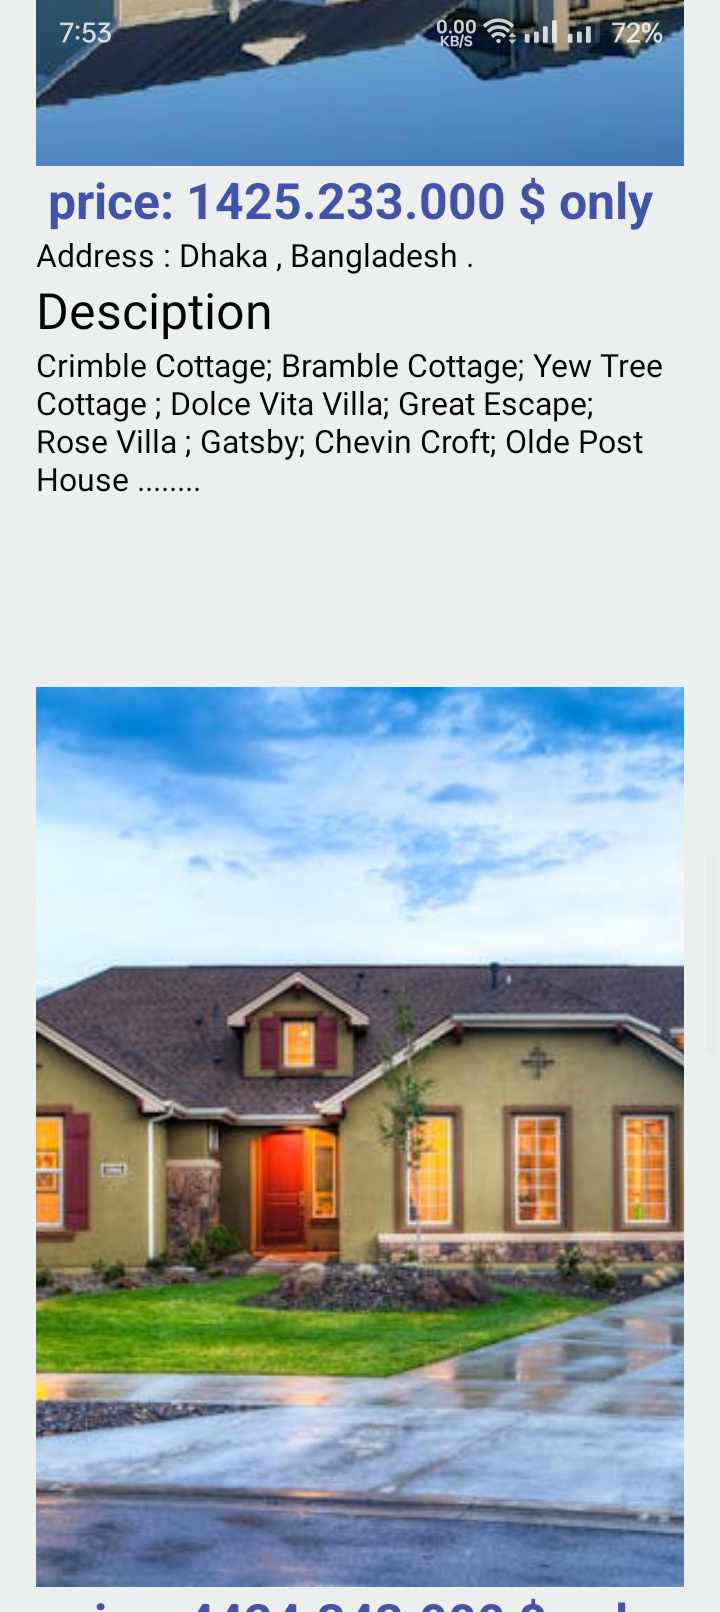 7:53
0.00
KB/S
72%
price: 1425.233.000 $ only
Address : Dhaka , Bangladesh .
Desciption
Crimble Cottage; Bramble Cottage; Yew Tree
Cottage ; Dolce Vita Villa; Great Escape;
Rose Villa ; Gatsby; Chevin Croft; Olde Post
House ........